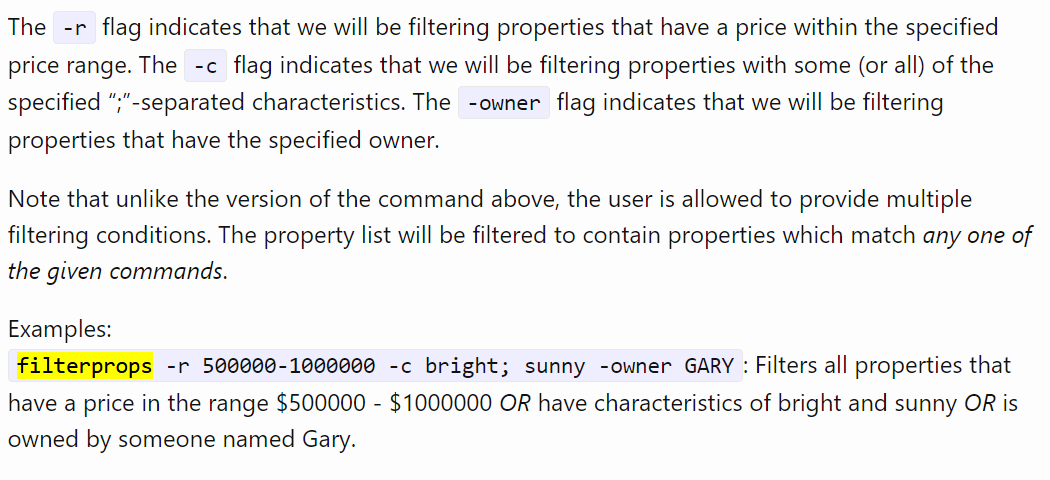 The -r flag indicates that we will be filtering properties that have a price within the specified
price range. The -c flag indicates that we will be filtering properties with some (or all) of the
specified “;”-separated characteristics. The -owner flag indicates that we will be filtering
properties that have the specified owner.
Note that unlike the version of the command above, the user is allowed to provide multiple
filtering conditions. The property list will be filtered to contain properties which match any one of
the given commands.
Examples:
filterprops -r 500000-1000000 -c bright; sunny -owner GARY : Filters all properties that
have a price in the range $500000 - $1000000 OR have characteristics of bright and sunny OR is
owned by someone named Gary.